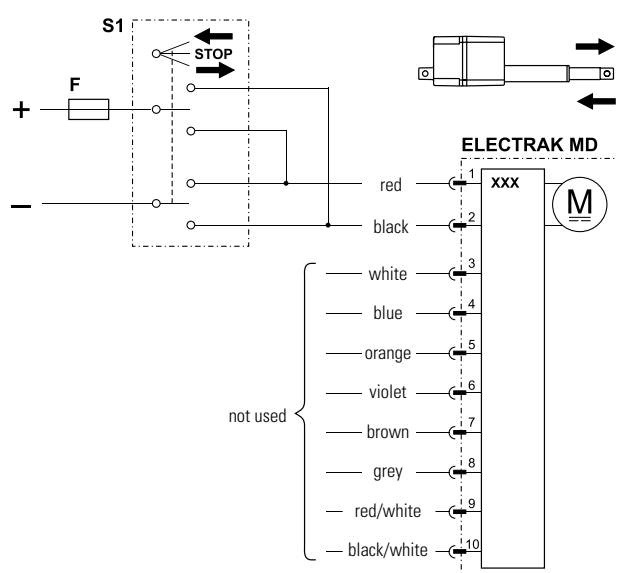 S1
STOP
F
+
−
ELECTRAK MD
XXX
M
red 1
black 2
white 3
blue 4
orange 5
violet 6
not used
brown 7
grey 8
red/white 9
black/white 10